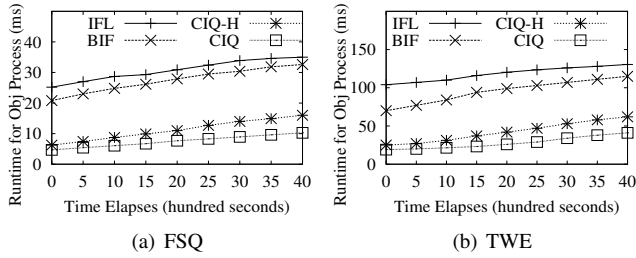 Runtime for Obj Process (ms)
50
40
30
20
10
0
IFL
BIF
CIQ-H
CIQ
0 5 10 15 20 25 30 35 40
Time Elapses (hundred seconds)
(a) FSQ
Runtime for Obj Process (ms)
150
100
50
0
IFL
BIF
CIQ-H
CIQ
0 5 10 15 20 25 30 35 40
Time Elapses (hundred seconds)
(b) TWE